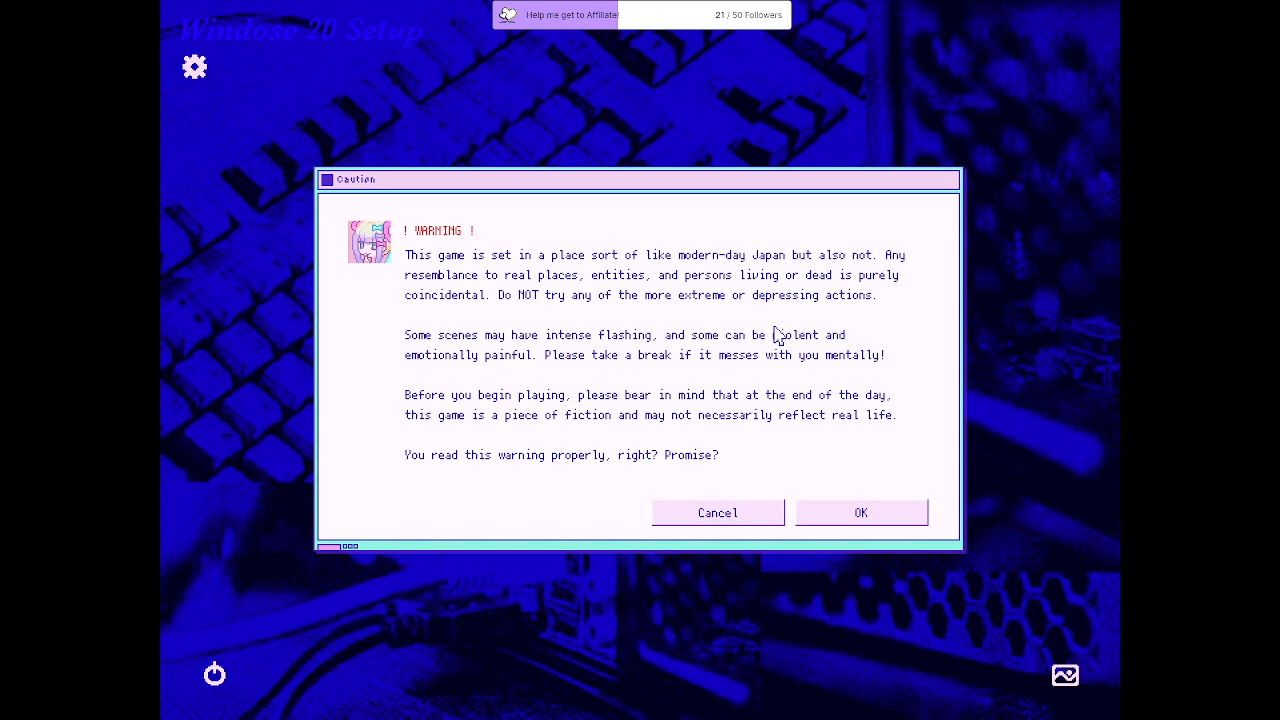 Windose 20 Setup
Help me get to Affiliate! 21 / 50 Followers
Caution
! WARNING !
This game is set in a place sort of like modern-day Japan but also not. Any
resemblance to real places, entities, and persons living or dead is purely
coincidental. Do NOT try any of the more extreme or depressing actions.
Some scenes may have intense flashing, and some can be violent and
emotionally painful. Please take a break if it messes with you mentally!
Before you begin playing, please bear in mind that at the end of the day,
this game is a piece of fiction and may not necessarily reflect real life.
You read this warning properly, right? Promise?
Cancel OK